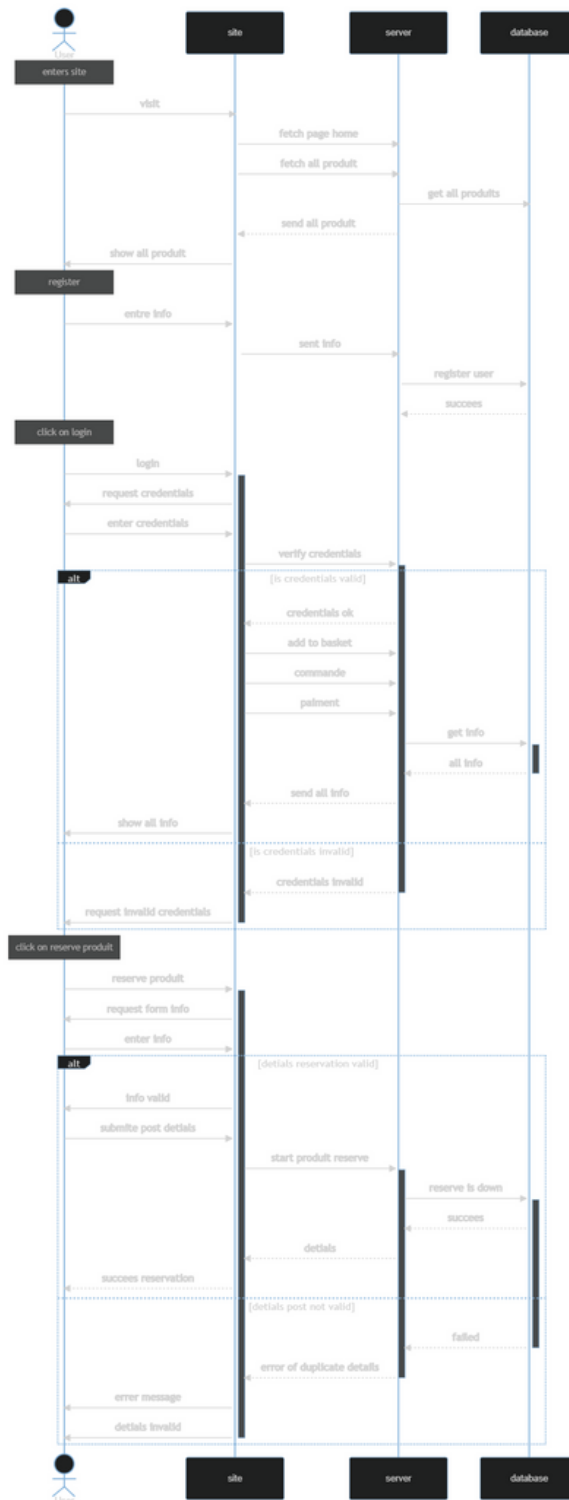 site
server
database
User
enters site
visit
fetch page home
fetch all produit
get all produits
send all produit
show all produit
register
entre info
sent info
register user
succees
click on login
login
request credentials
enter credentials
verify credentials
alt
[is credentials valid]
credentials ok
add to basket
commande
paiment
get info
all info
send all info
show all info
[is credentials invalid]
credentials invalid
request invalid credentials
click on reserve produit
reserve produit
request form info
enter info
alt
[detials reservation valid]
info valid
submite post detials
start produit reserve
reserve is down
succees
detials
succees reservation
[detials post not valid]
failed
error of duplicate details
errer message
detials invalid
site
server
database
User